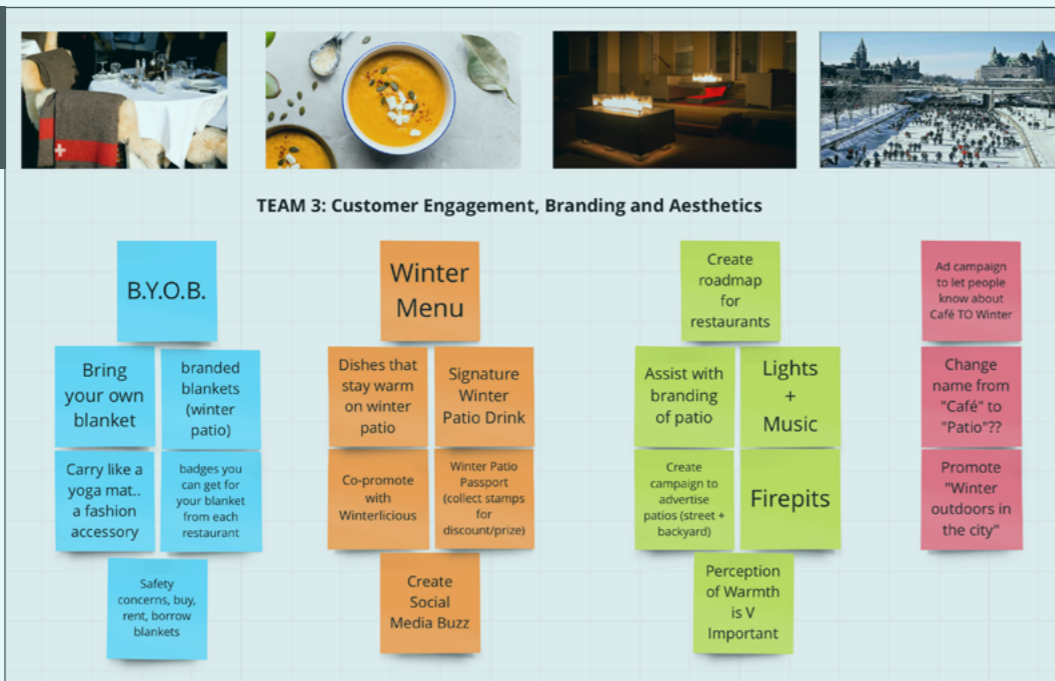 TEAM 3: Customer Engagement, Branding and Aesthetics
B.Y.O.B.
Bring
your own
blanket
branded
blankets
(winter
patio)
Carry like a
yoga mat..
a fashion
accessory
badges you
can get for
your blanket
from each
restaurant
Safety
concerns, buy,
rent, borrow
blankets
Winter
Menu
Dishes that
stay warm
on winter
patio
Signature
Winter
Patio Drink
Co-promote
with
Winterlicious
Winter Patio
Passport
(collect stamps
for
discount/prize)
Create
Social
Media Buzz
Create
roadmap
for
restaurants
Assist with
branding
of patio
Lights
+
Music
Create
campaign to
advertise
patios (street +
backyard)
Firepits
Perception
of Warmth
is V
Important
Ad campaign
to let people
know about
Café TO Winter
Change
name from
"Café" to
"Patio"??
Promote
"Winter
outdoors in
the city"